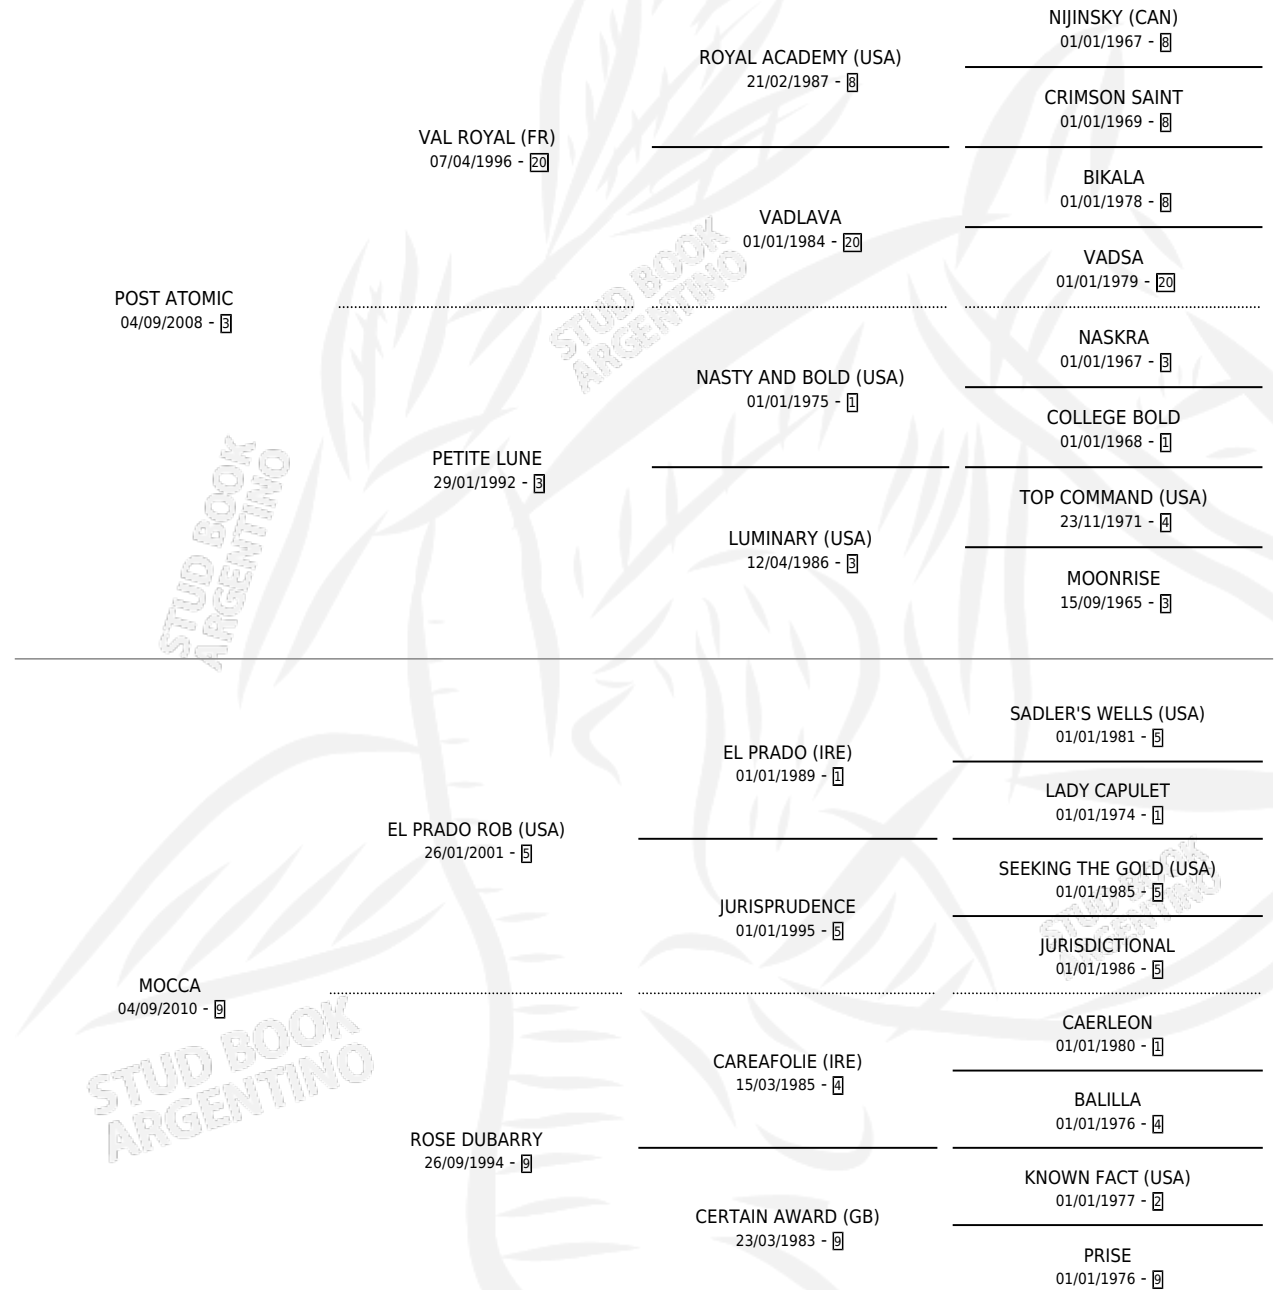 NIJINSKY (CAN)
01/01/1967 - 8
ROYAL ACADEMY (USA)
21/02/1987 - 8
CRIMSON SAINT
01/01/1969 - 8
VAL ROYAL (FR)
07/04/1996 - 20
BIKALA
01/01/1978 - 8
VADLAVA
01/01/1984 - 20
VADSA
01/01/1979 - 20
POST ATOMIC
04/09/2008 - 3
NASKRA
01/01/1967 - 3
NASTY AND BOLD (USA)
01/01/1975 - 1
COLLEGE BOLD
01/01/1968 - 1
PETITE LUNE
29/01/1992 - 3
TOP COMMAND (USA)
23/11/1971 - 4
LUMINARY (USA)
12/04/1986 - 3
MOONRISE
15/09/1965 - 3
STUD BOOK
ARGENTINO
STUD BOOK
ARGENTINO
SADLER'S WELLS (USA)
01/01/1981 - 5
EL PRADO (IRE)
01/01/1989 - 1
LADY CAPULET
01/01/1974 - 1
EL PRADO ROB (USA)
26/01/2001 - 5
SEEKING THE GOLD (USA)
01/01/1985 - 5
JURISPRUDENCE
01/01/1995 - 5
JURISDICTIONAL
01/01/1986 - 5
MOCCA
04/09/2010 - 9
CAERLEON
01/01/1980 - 1
CAREAFOLIE (IRE)
15/03/1985 - 4
BALILLA
01/01/1976 - 4
ROSE DUBARRY
26/09/1994 - 9
KNOWN FACT (USA)
01/01/1977 - 2
CERTAIN AWARD (GB)
23/03/1983 - 9
PRISE
01/01/1976 - 9
STUD BOOK
ARGENTINO
STUD BOOK
ARGENTINO